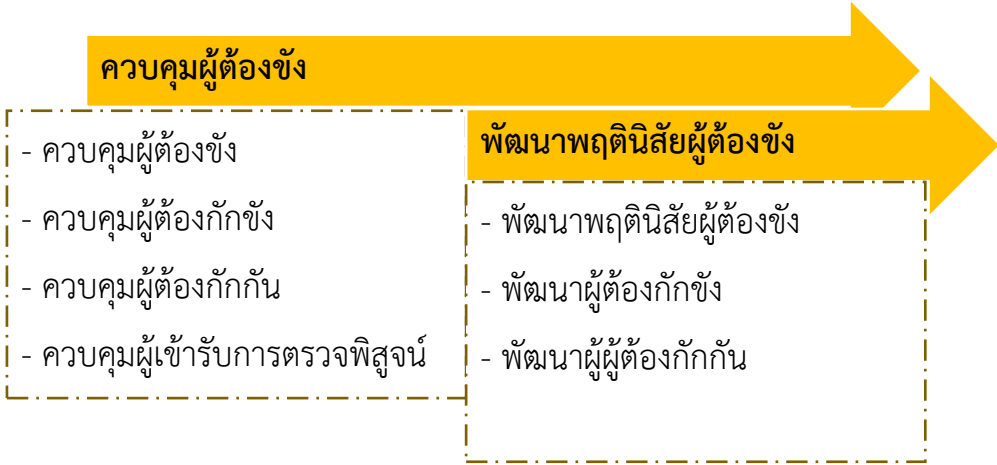 ควบคุมผู้ต้องขัง
- ควบคุมผู้ต้องขัง
- ควบคุมผู้ต้องกักขัง
- ควบคุมผู้ต้องกักกัน
- ควบคุมผู้เข้ารับการตรวจพิสูจน์
พัฒนาพฤตินิสัยผู้ต้องขัง
- พัฒนาพฤตินิสัยผู้ต้องขัง
- พัฒนาผู้ต้องกักขัง
- พัฒนาผู้ผู้ต้องกักกัน